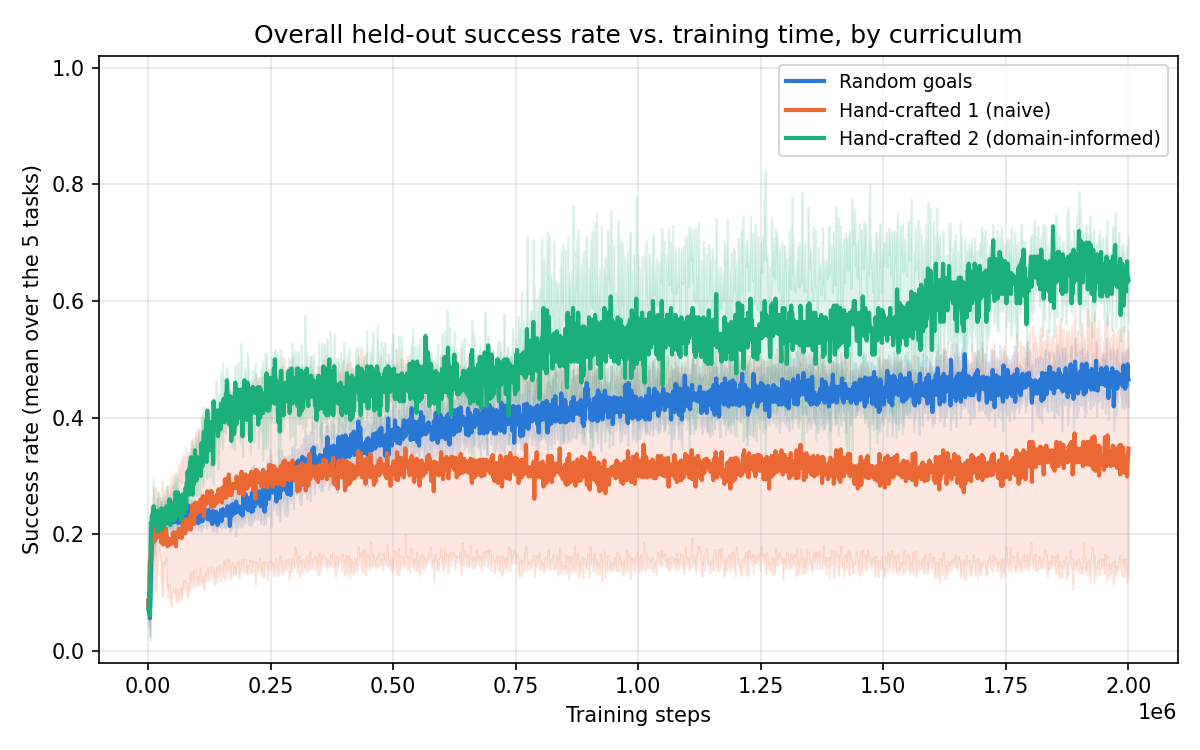 Overall held-out success rate vs. training time, by curriculum
Random goals
Hand-crafted 1 (naive)
Hand-crafted 2 (domain-informed)
Success rate (mean over the 5 tasks)
1.0
0.8
0.6
0.4
0.2
0.0
0.00 0.25 0.50 0.75 1.00 1.25 1.50 1.75 2.00
1e6
Training steps